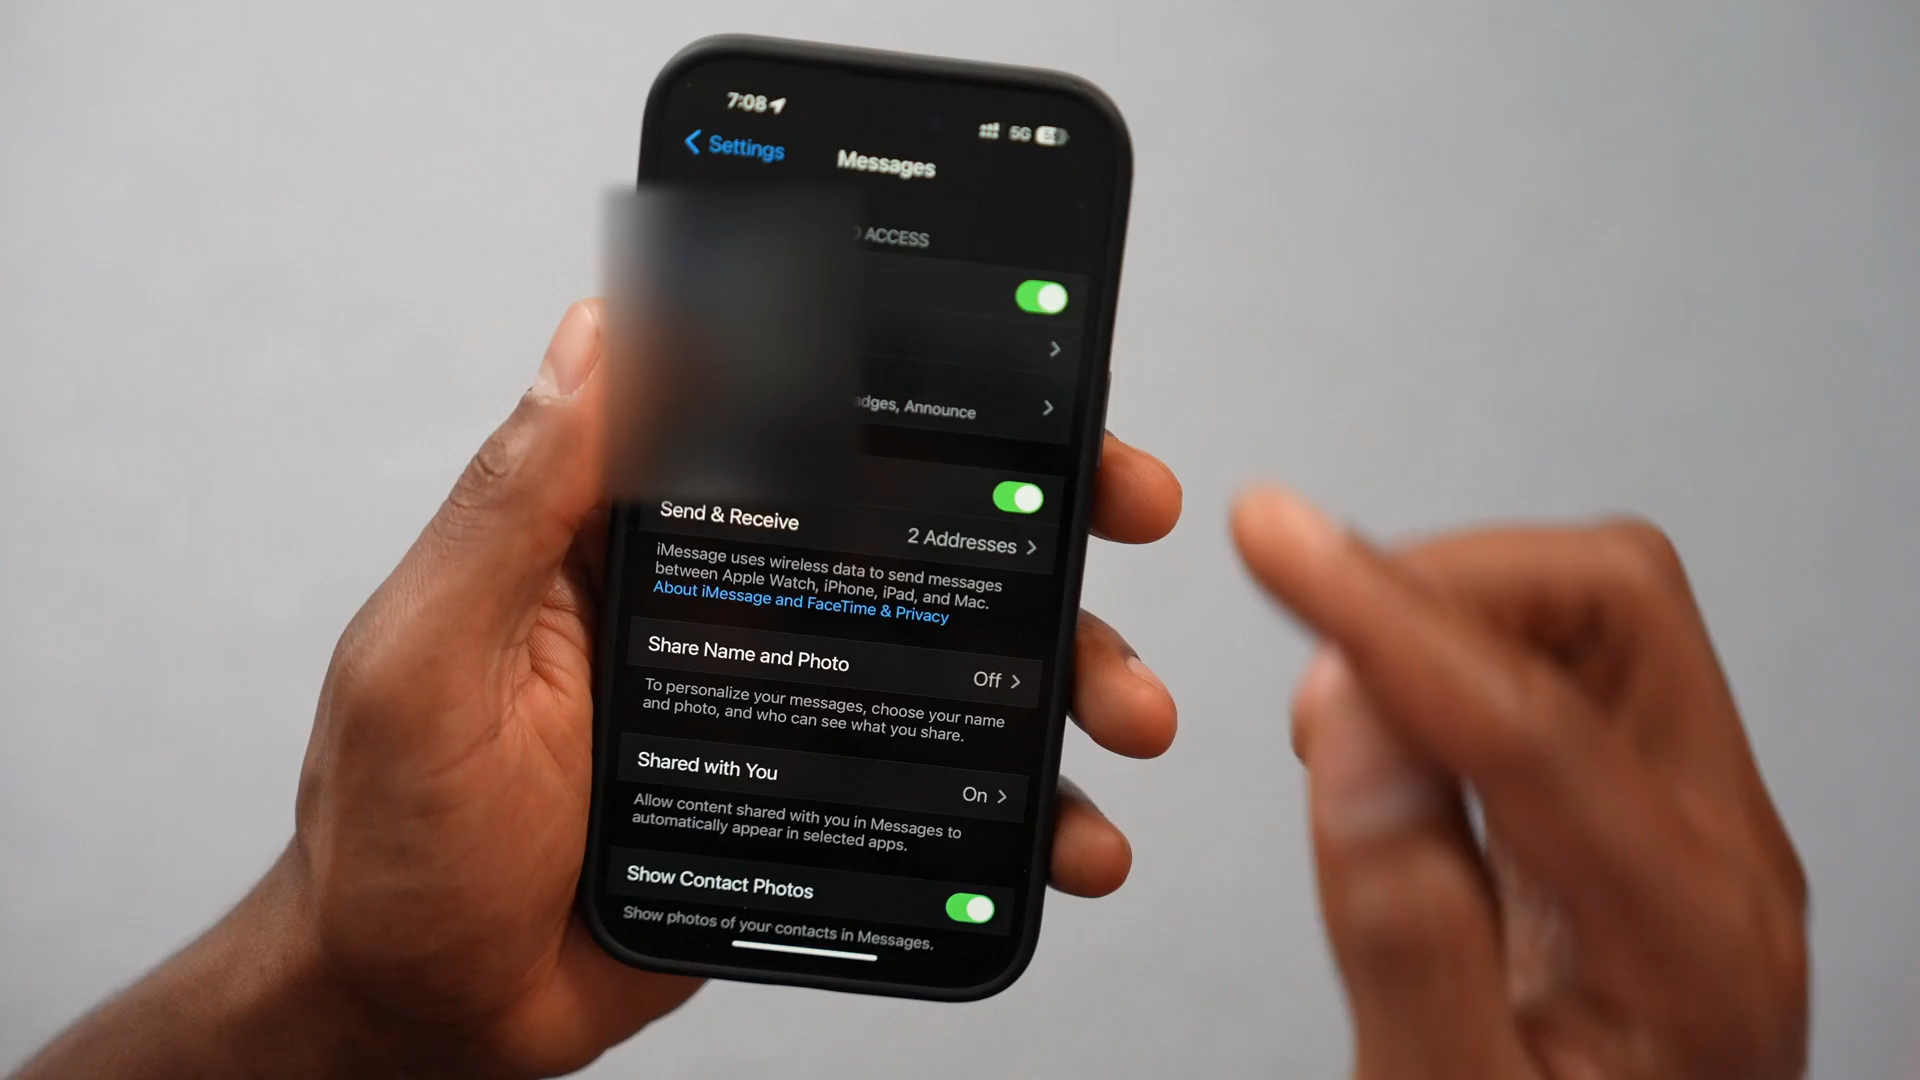 7:08
5G
Settings
Messages
ACCESS
Announce
Send & Receive
2 Addresses
iMessage uses wireless data to send messages
between Apple Watch, iPhone, iPad, and Mac.
About iMessage and FaceTime & Privacy
Share Name and Photo
Off
To personalize your messages, choose your name
and photo, and who can see what you share.
Shared with You
On
Allow content shared with you in Messages to
automatically appear in selected apps.
Show Contact Photos
Show photos of your contacts in Messages.